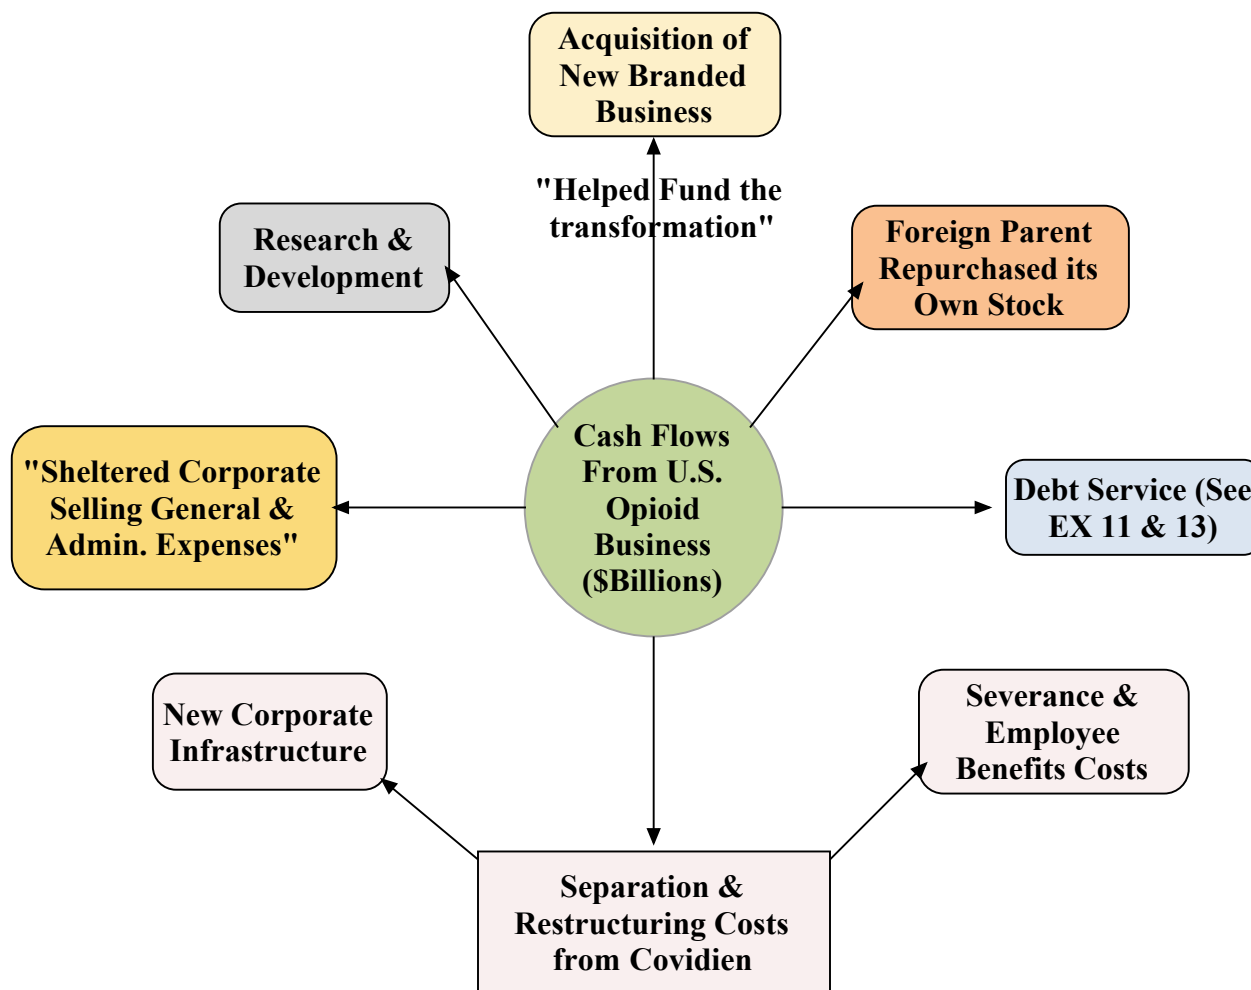 Acquisition of
New Branded
Business
"Helped Fund the
transformation"
Research &
Development
Foreign Parent
Repurchased its
Own Stock
Cash Flows
From U.S.
Opioid
Business
($Billions)
"Sheltered Corporate
Selling General &
Admin. Expenses"
Debt Service (See
EX 11 & 13)
New Corporate
Infrastructure
Severance &
Employee
Benefits Costs
Separation &
Restructuring Costs
from Covidien